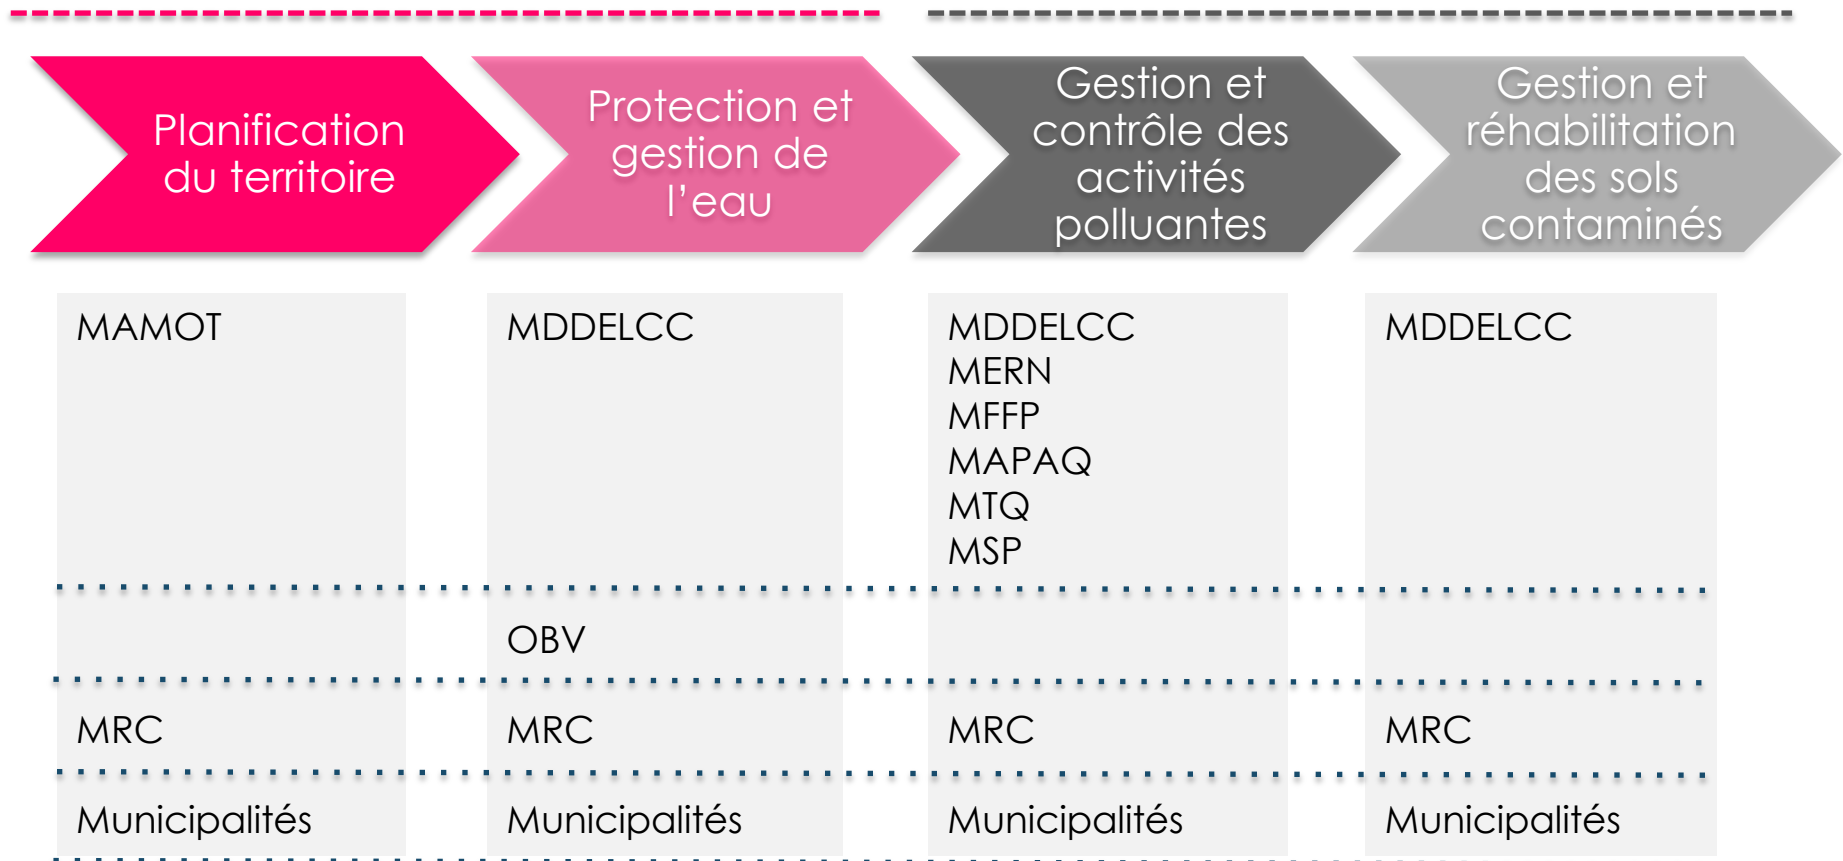 Planification
du territoire
Protection et
gestion de
l’eau
Gestion et
contrôle des
activités
polluantes
Gestion et
réhabilitation
des sols
contaminés
MAMOT
MDDELCC
MDDELCC
MERN
MFFP
MAPAQ
MTQ
MSP
MDDELCC
OBV
MRC
MRC
MRC
MRC
Municipalités
Municipalités
Municipalités
Municipalités